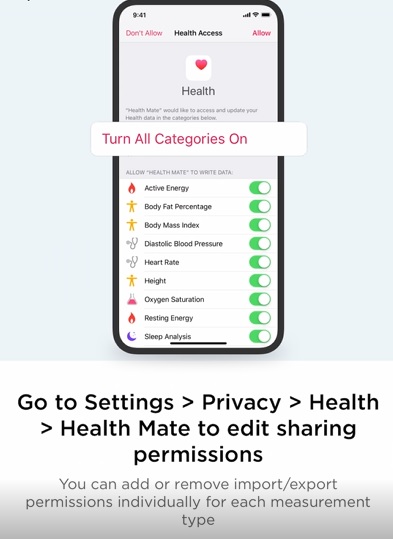 9:41
Don't Allow Health Access Allow
Health
"Health Mate" would like to access and update your
Health data in the categories below.
Turn All Categories On
ALLOW "HEALTH MATE" TO WRITE DATA:
Active Energy
Body Fat Percentage
Body Mass Index
Diastolic Blood Pressure
Heart Rate
Height
Oxygen Saturation
Resting Energy
Sleep Analysis
Go to Settings > Privacy > Health
> Health Mate to edit sharing
permissions
You can add or remove import/export
permissions individually for each measurement
type